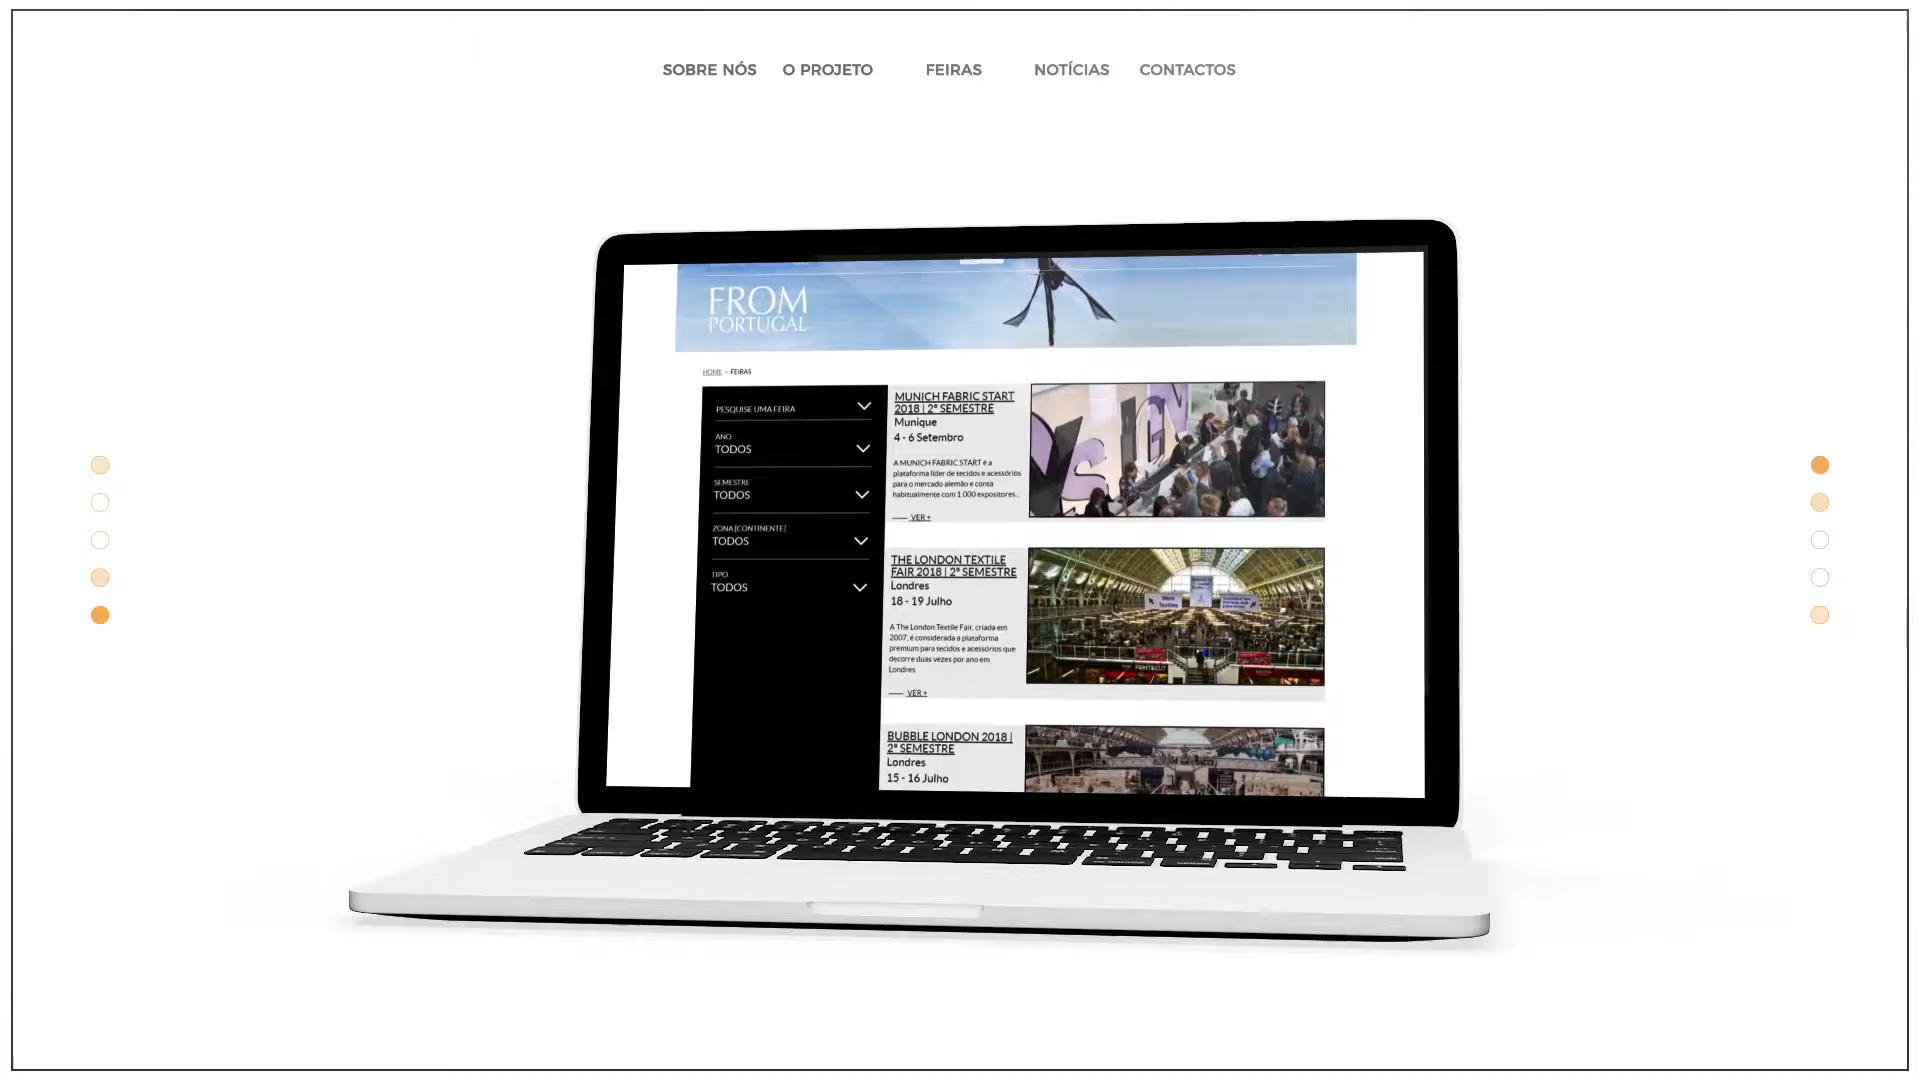 SOBRE NÓS O PROJETO FEIRAS NOTÍCIAS CONTACTOS
FROM
PORTUGAL
HOME > FEIRAS
PESQUISE UMA FEIRA
ANO
TODOS
SEMESTRE
TODOS
ZONA [CONTINENTE]
TODOS
TIPO
TODOS
MUNICH FABRIC START
2018 | 2º SEMESTRE
Munique
4 - 6 Setembro
A MUNICH FABRIC START é a
plataforma líder de tecidos e acessórios
para o mercado alemão e conta
habitualmente com 1.000 expositores...
VER +
THE LONDON TEXTILE
FAIR 2018 | 2º SEMESTRE
Londres
18 - 19 Julho
A The London Textile Fair, criada em
2007, é considerada a plataforma
premium para tecidos e acessórios que
decorre duas vezes por ano em
Londres
VER +
BUBBLE LONDON 2018 |
2º SEMESTRE
Londres
15 - 16 Julho